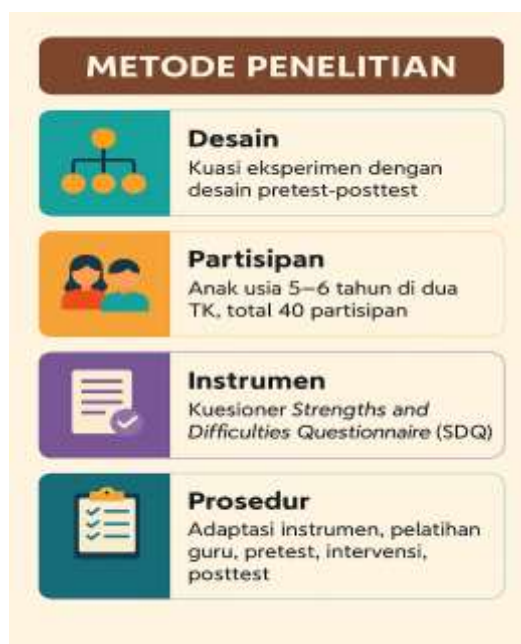 METODE PENELITIAN
Desain
Kuasi eksperimen dengan
desain pretest-posttest
Partisipan
Anak usia 5–6 tahun di dua
TK, total 40 partisipan
Instrumen
Kuesioner Strengths and
Difficulties Questionnaire (SDQ)
Prosedur
Adaptasi instrumen, pelatihan
guru, pretest, intervensi,
posttest